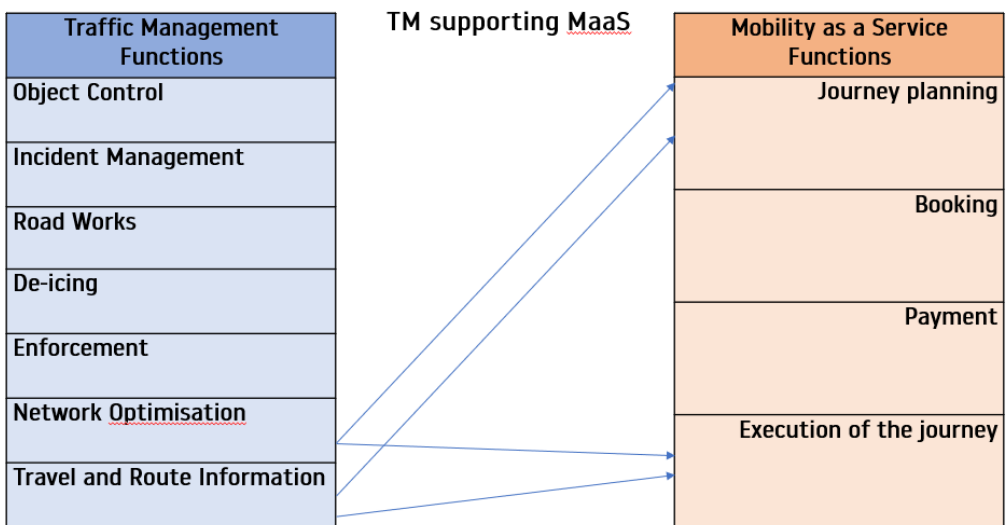 Traffic Management
Functions
Object Control
Incident Management
Road Works
De-icing
Enforcement
Network Optimisation
Travel and Route Information
TM supporting MaaS
Mobility as a Service
Functions
Journey planning
Booking
Payment
Execution of the journey